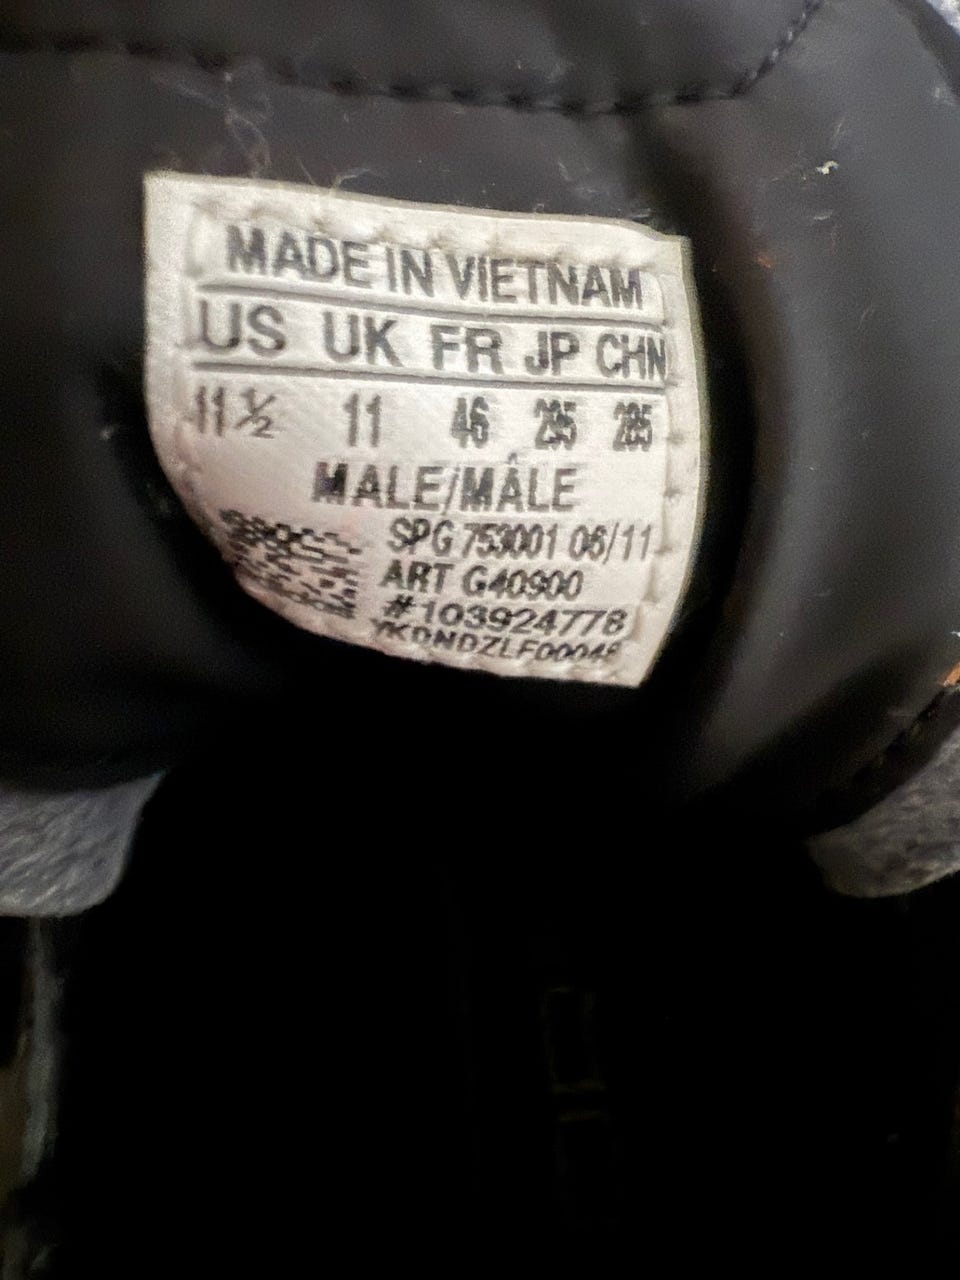 MADE IN VIETNAM
US UK FR JP CHN
11½ 11 46 295 285
MALE/MÂLE
SPG 753001 06/11
ART G40900
#103924778